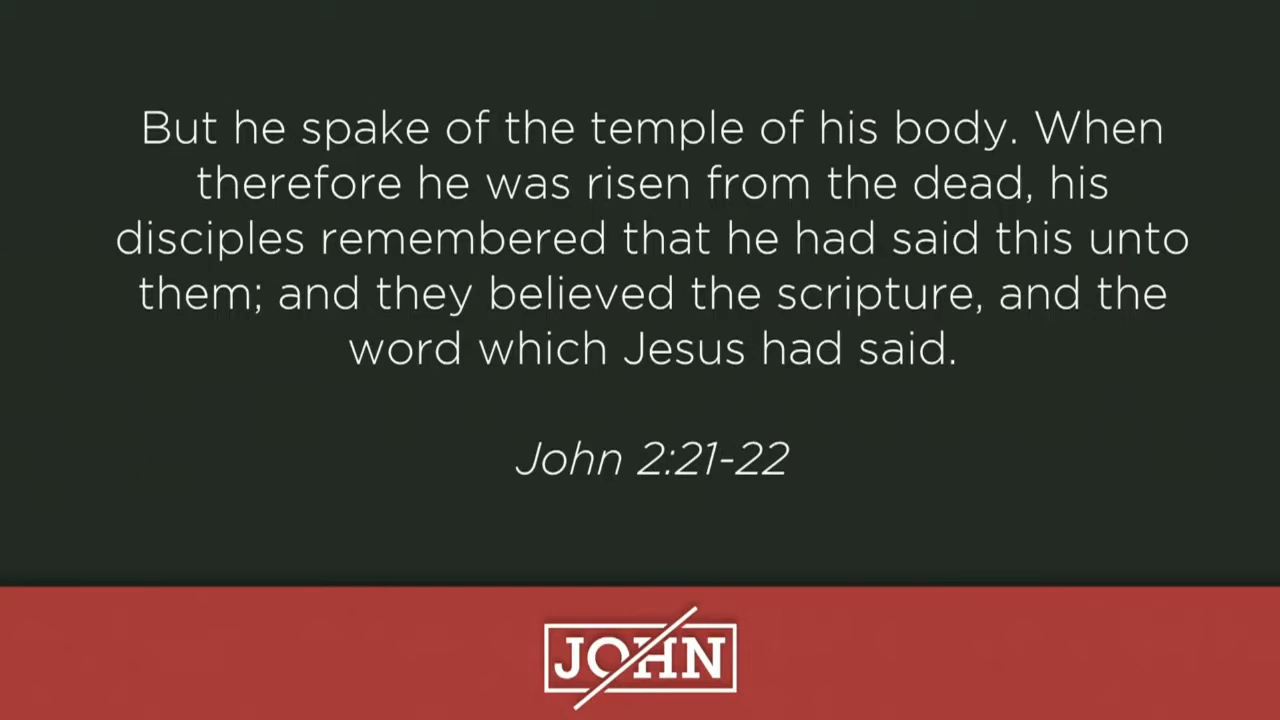 But he spake of the temple of his body. When
therefore he was risen from the dead, his
disciples remembered that he had said this unto
them; and they believed the scripture, and the
word which Jesus had said.
John 2:21-22
JOHN